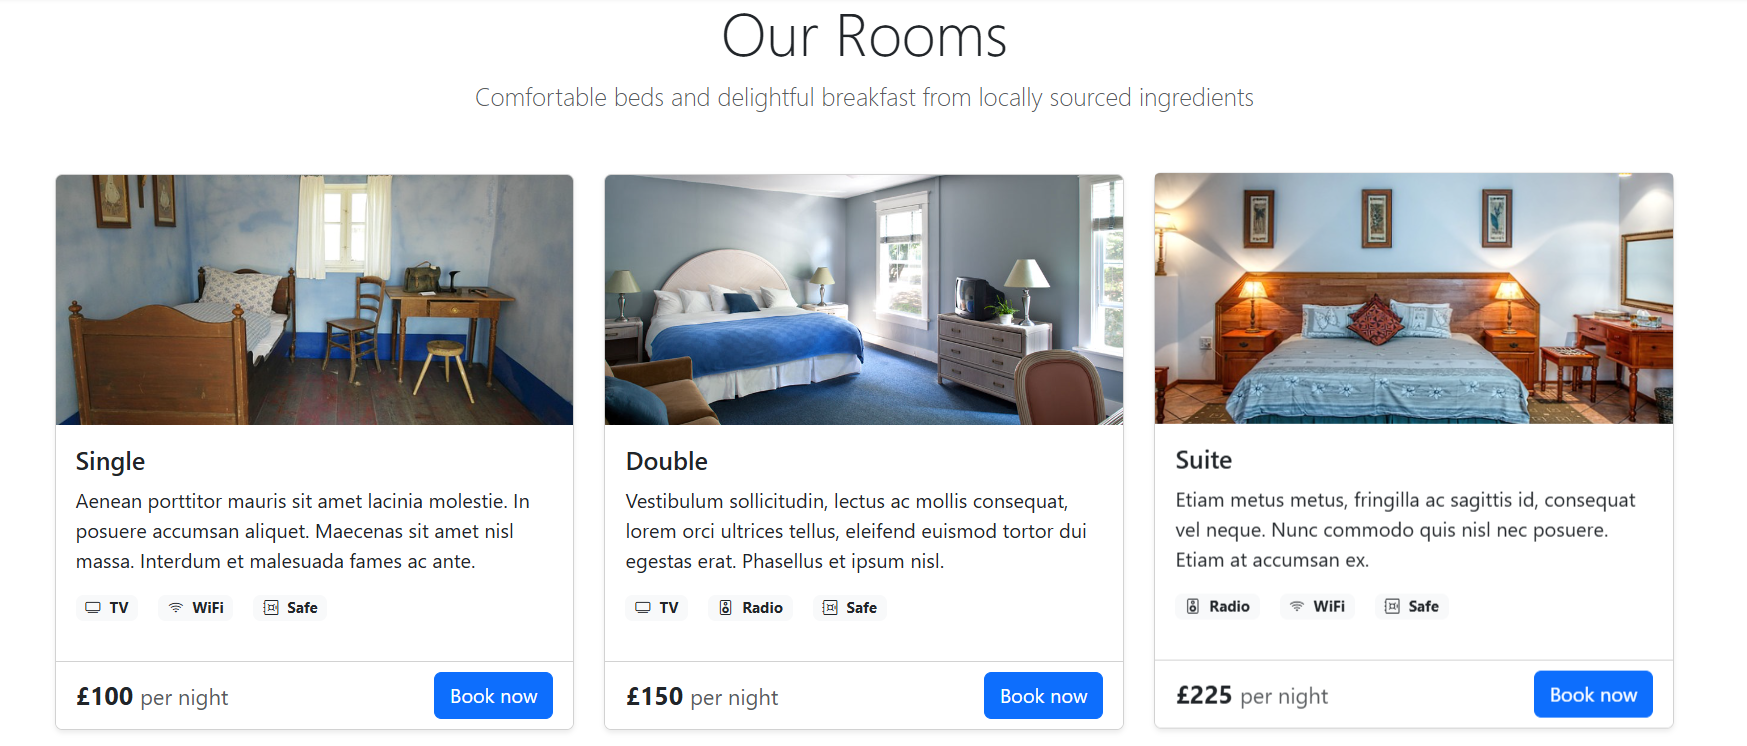 Our Rooms
Comfortable beds and delightful breakfast from locally sourced ingredients
Single
Aenean porttitor mauris sit amet lacinia molestie. In
posuere accumsan aliquet. Maecenas sit amet nisl
massa. Interdum et malesuada fames ac ante.
TV WiFi Safe
£100 per night Book now
Double
Vestibulum sollicitudin, lectus ac mollis consequat,
lorem orci ultrices tellus, eleifend euismod tortor dui
egestas erat. Phasellus et ipsum nisl.
TV Radio Safe
£150 per night Book now
Suite
Etiam metus metus, fringilla ac sagittis id, consequat
vel neque. Nunc commodo quis nisl nec posuere.
Etiam at accumsan ex.
Radio WiFi Safe
£225 per night Book now